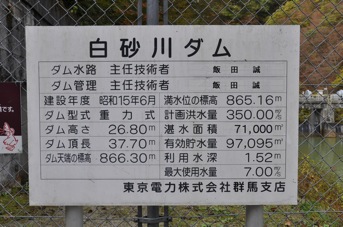 白砂川ダム
ダム水路 主任技術者 飯田 誠
ダム管理 主任技術者 飯田 誠
建設年度 昭和15年6月 満水位の標高 865.16m
ダム型式 重力式 計画洪水量 350.00㎥
ダム高さ 26.80m 湛水面積 71,000㎡
ダム頂長 37.70m 有効貯水量 97,095㎥
ダム天端の標高 866.30m 利用水深 1.52m
最大使用量 7.00㎥
東京電力株式会社群馬支店